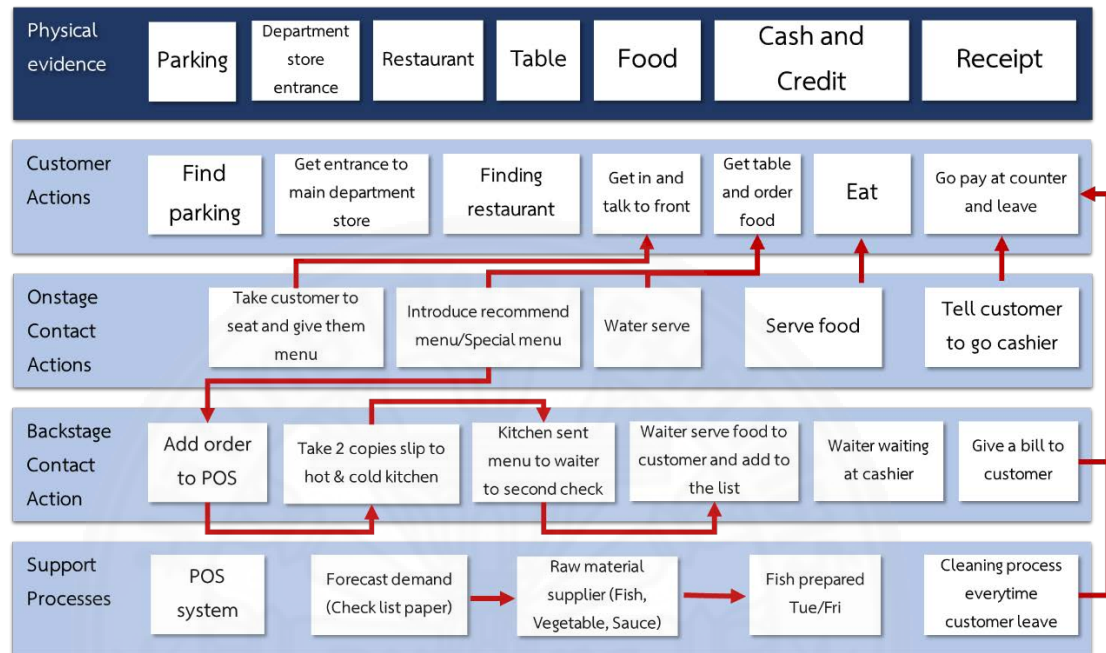 Physical
evidence
Parking
Department
store
entrance
Restaurant
Table
Food
Cash and
Credit
Receipt
Customer
Actions
Find
parking
Get entrance to
main department
store
Finding
restaurant
Get in and
talk to front
Get table
and order
food
Eat
Go pay at counter
and leave
Onstage
Contact
Actions
Take customer to
seat and give them
menu
Introduce recommend
menu/Special menu
Water serve
Serve food
Tell customer
to go cashier
Backstage
Contact
Action
Add order
to POS
Take 2 copies slip to
hot & cold kitchen
Kitchen sent
menu to waiter
to second check
Waiter serve food to
customer and add to
the list
Waiter waiting
at cashier
Give a bill to
customer
Support
Processes
POS
system
Forecast demand
(Check list paper)
Raw material
supplier (Fish,
Vegetable, Sauce)
Fish prepared
Tue/Fri
Cleaning process
everytime
customer leave